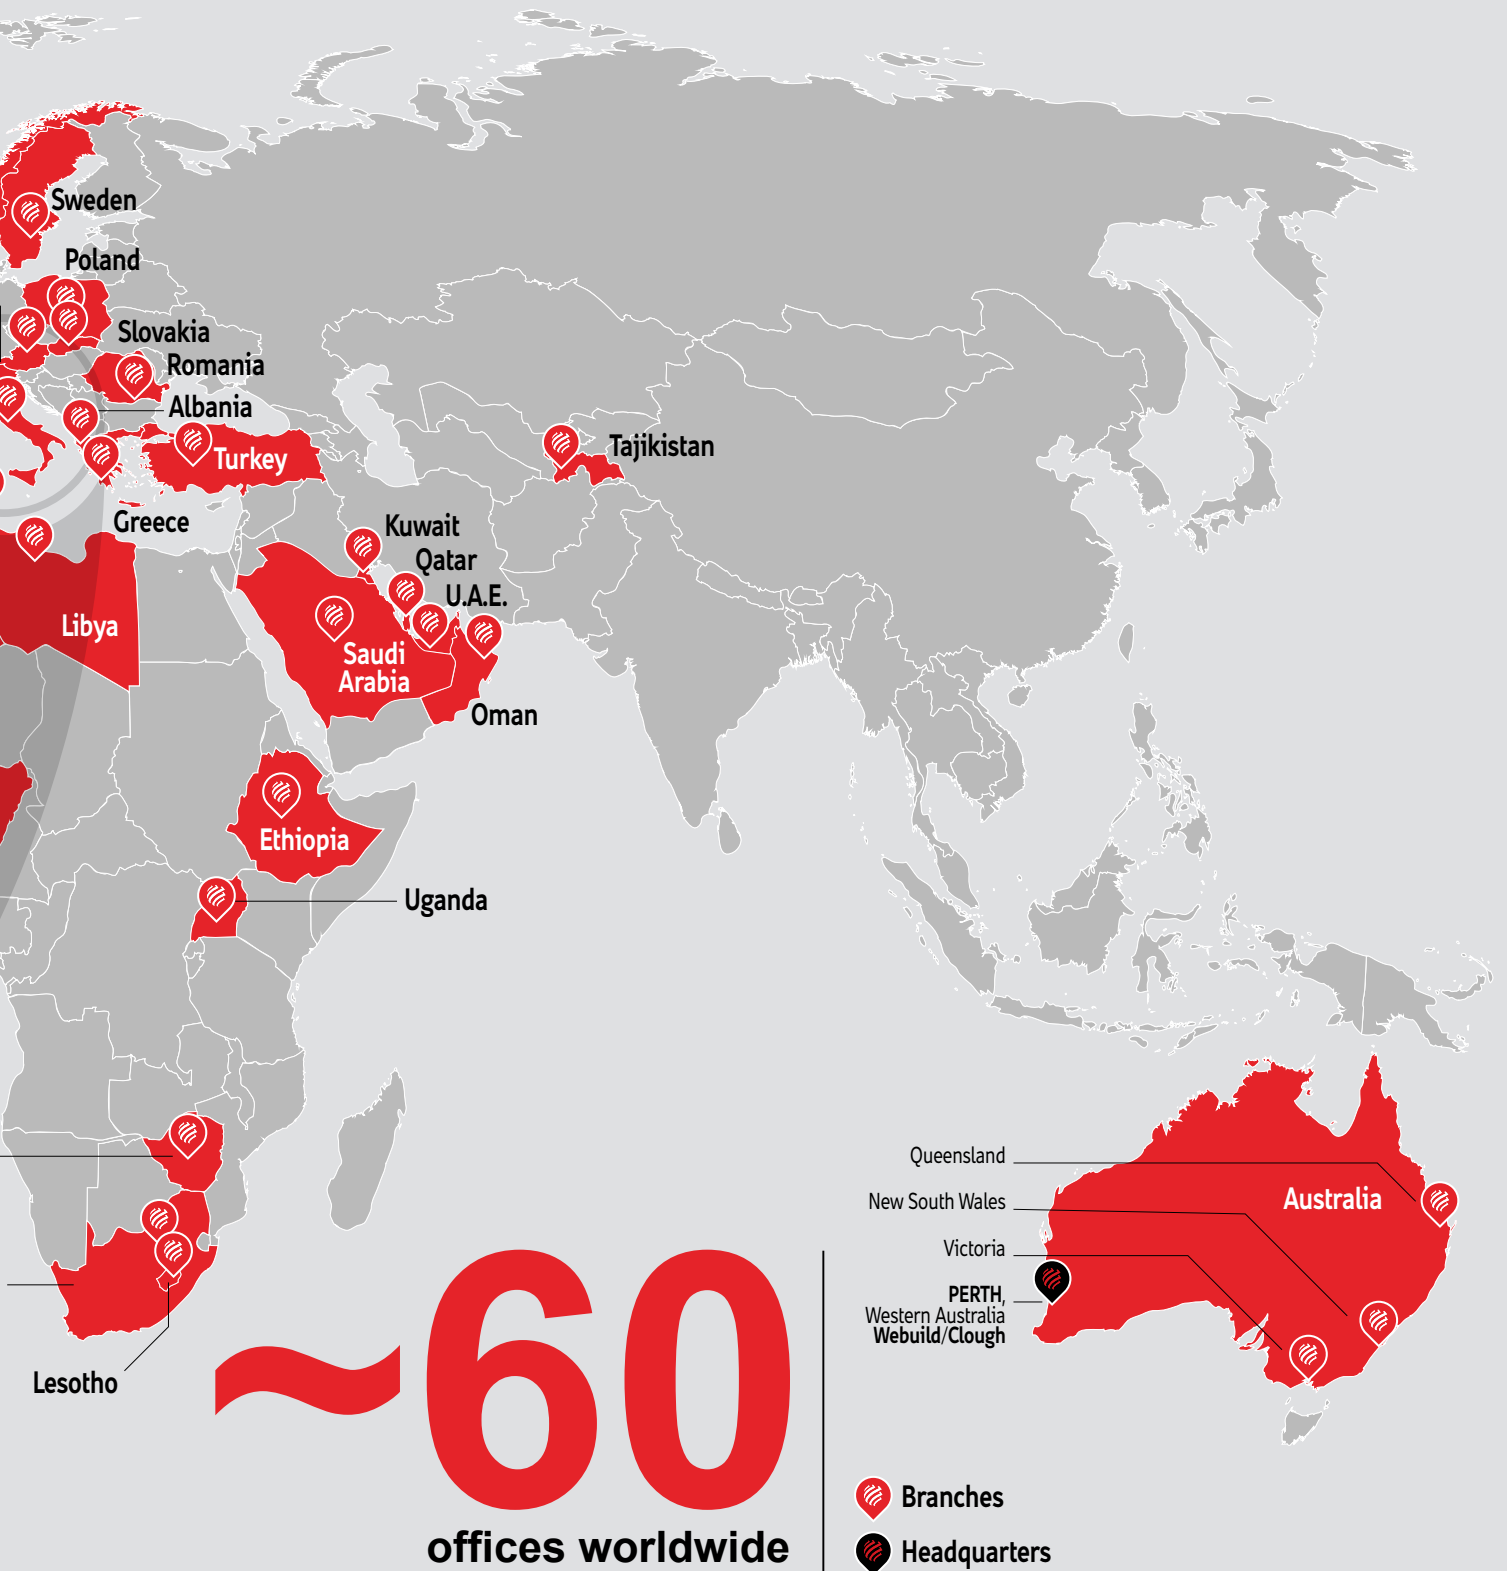 Sweden
Poland
Slovakia
Romania
Albania
Turkey
Tajikistan
Greece
Kuwait
Qatar
U.A.E.
Libya
Saudi
Arabia
Oman
Ethiopia
Uganda
Queensland
New South Wales
Australia
Victoria
PERTH,
Western Australia
Webuild/Clough
Lesotho
~60
offices worldwide
Branches
Headquarters